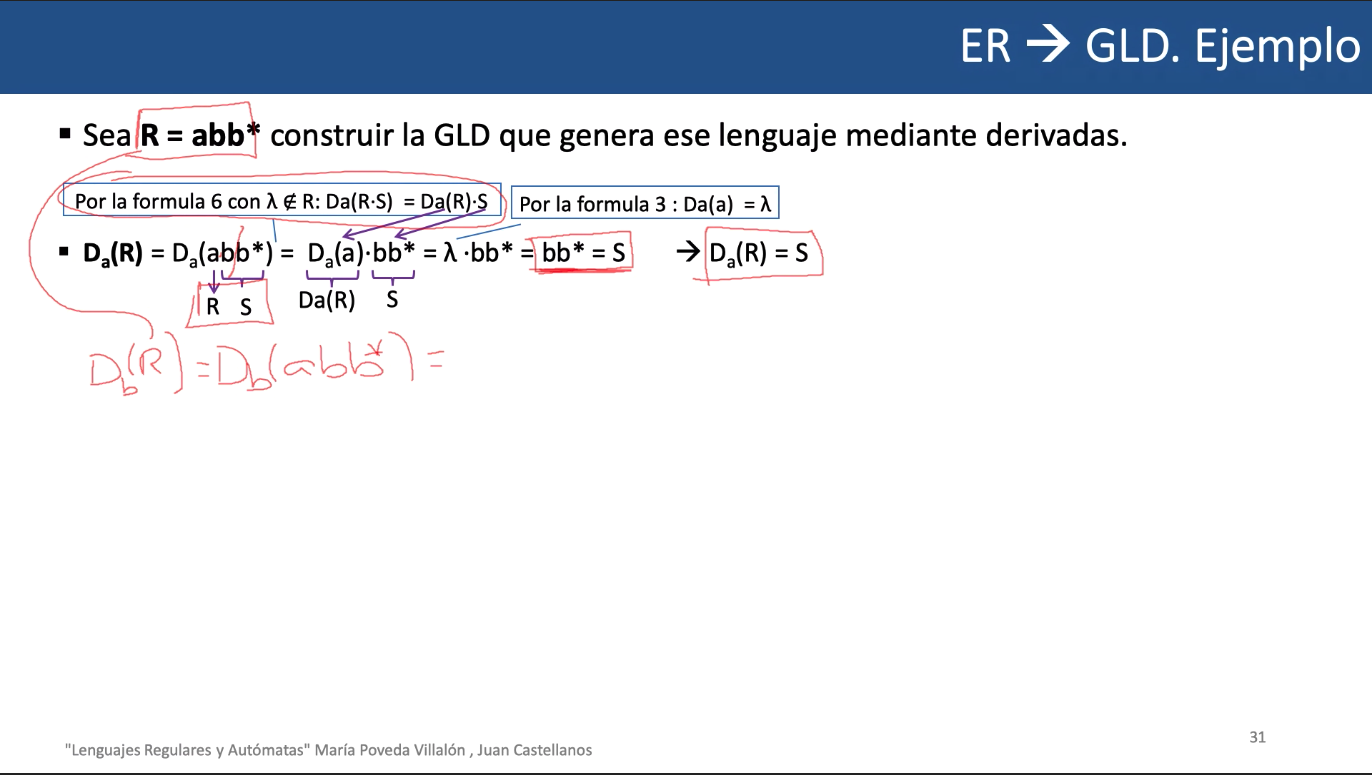 ER → GLD. Ejemplo
▪ Sea R = abb* construir la GLD que genera ese lenguaje mediante derivadas.
Por la formula 6 con λ ∉ R: Da(R·S) = Da(R)·S
Por la formula 3 : Da(a) = λ
▪ Dₐ(R) = Dₐ(abb*) = Dₐ(a)·bb* = λ ·bb* = bb* = S → Dₐ(R) = S
R S Da(R) S
D_b(R) = D_b(abb*) =
31
"Lenguajes Regulares y Autómatas" María Poveda Villalón , Juan Castellanos